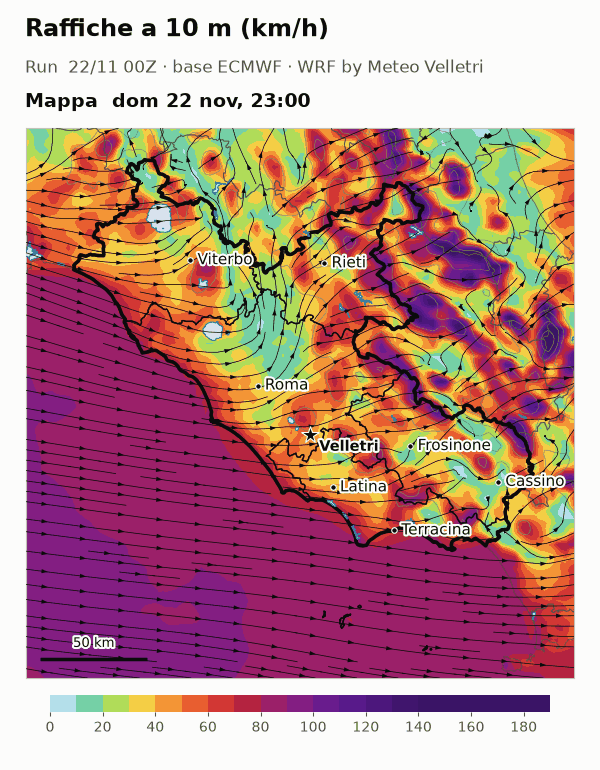 Raffiche a 10 m (km/h)
Run 22/11 00Z · base ECMWF · WRF by Meteo Velletri
Mappa dom 22 nov, 23:00
Viterbo
Rieti
Roma
Velletri
Frosinone
Cassino
Latina
Terracina
50 km
0 20 40 60 80 100 120 140 160 180